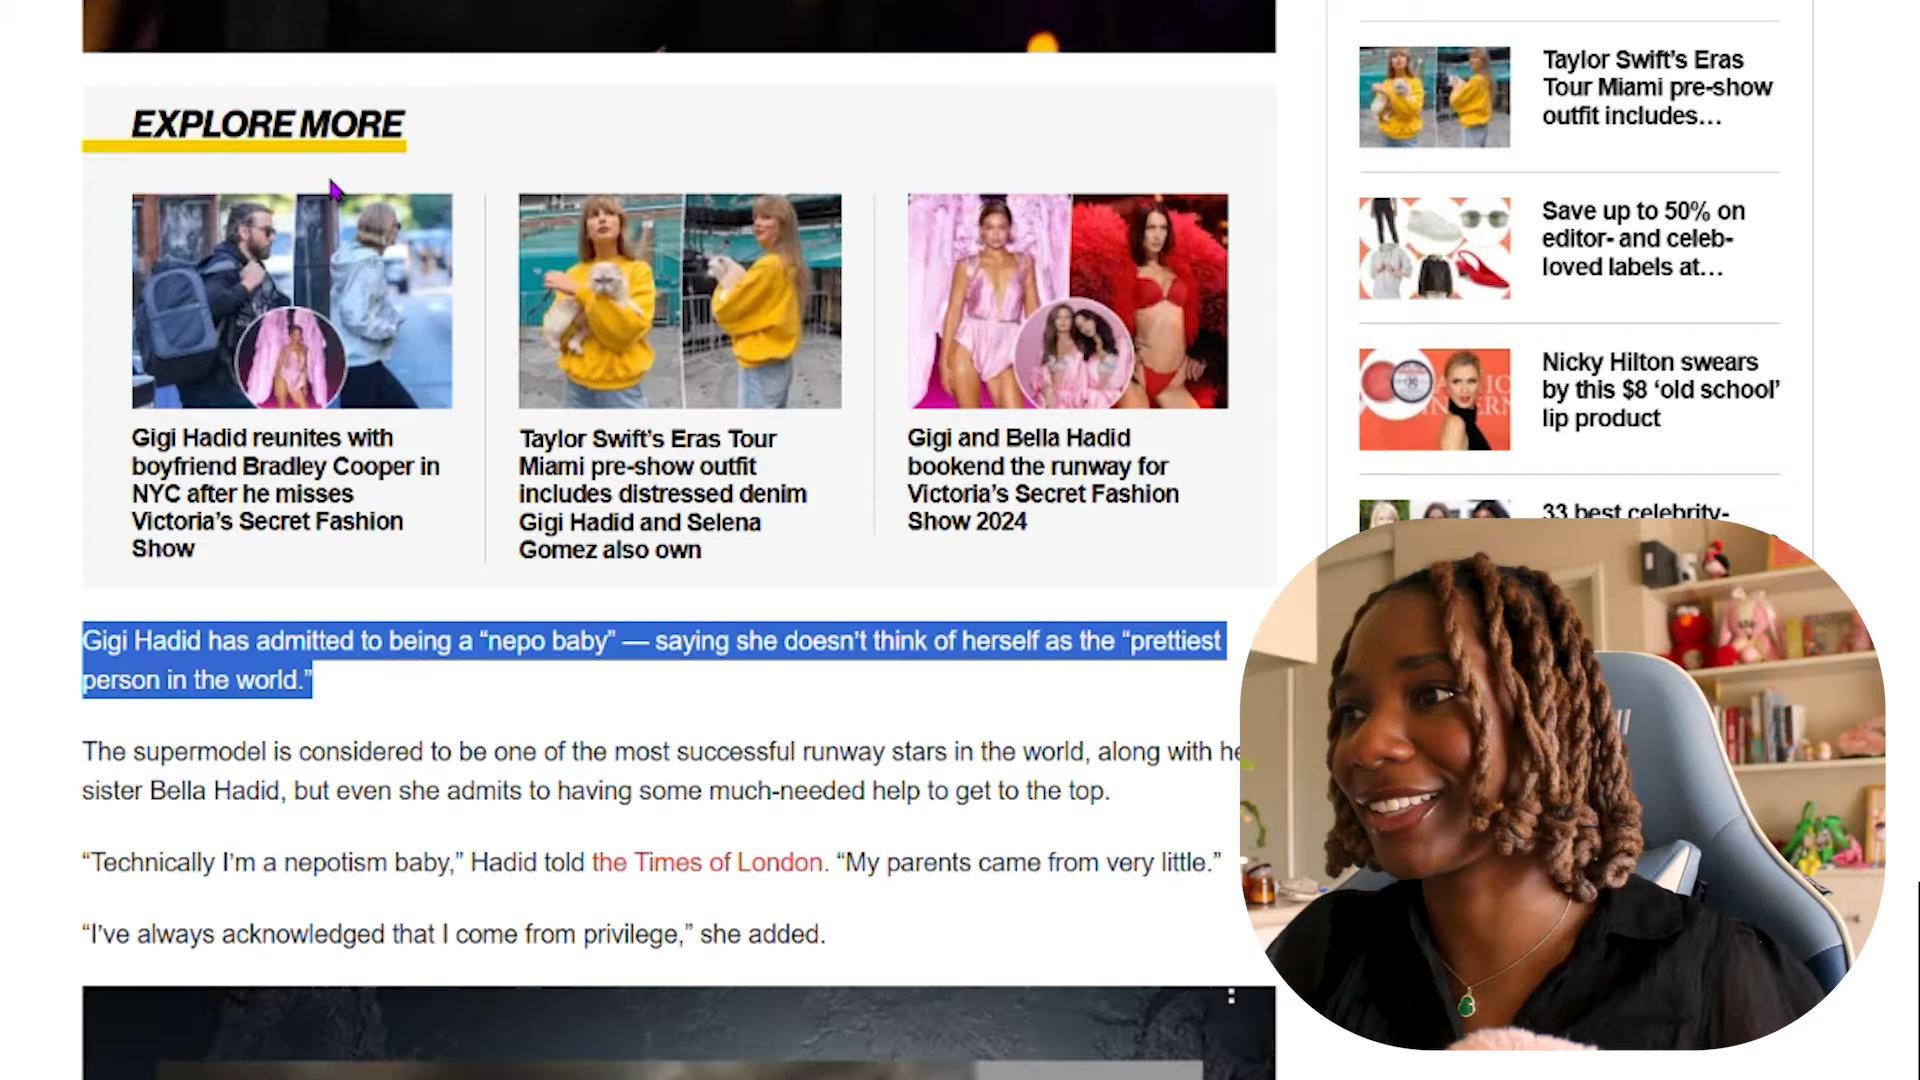 EXPLORE MORE
Gigi Hadid reunites with
boyfriend Bradley Cooper in
NYC after he misses
Victoria’s Secret Fashion
Show
Taylor Swift’s Eras Tour
Miami pre-show outfit
includes distressed denim
Gigi Hadid and Selena
Gomez also own
Gigi and Bella Hadid
bookend the runway for
Victoria’s Secret Fashion
Show 2024
Gigi Hadid has admitted to being a “nepo baby” — saying she doesn’t think of herself as the “prettiest
person in the world.”
The supermodel is considered to be one of the most successful runway stars in the world, along with
sister Bella Hadid, but even she admits to having some much-needed help to get to the top.
“Technically I’m a nepotism baby,” Hadid told the Times of London. “My parents came from very little.”
“I’ve always acknowledged that I come from privilege,” she added.
Taylor Swift’s Eras
Tour Miami pre-show
outfit includes…
Save up to 50% on
editor- and celeb-
loved labels at…
Nicky Hilton swears
by this $8 ‘old school’
lip product
33 best celebrity-